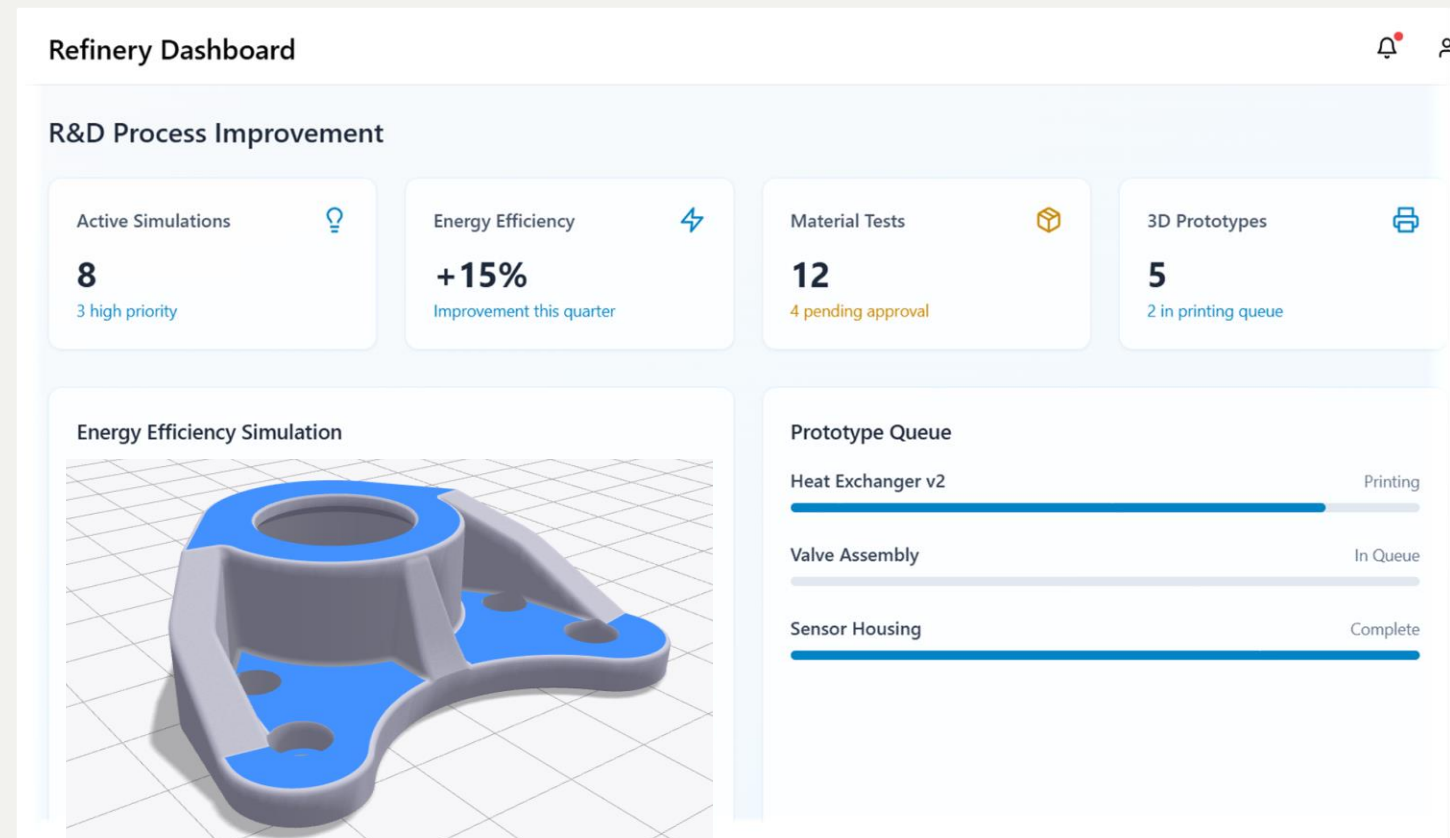 Refinery Dashboard
R&D Process Improvement
Active Simulations
8
3 high priority
Energy Efficiency
+15%
Improvement this quarter
Material Tests
12
4 pending approval
3D Prototypes
5
2 in printing queue
Energy Efficiency Simulation
Prototype Queue
Heat Exchanger v2 Printing
Valve Assembly In Queue
Sensor Housing Complete